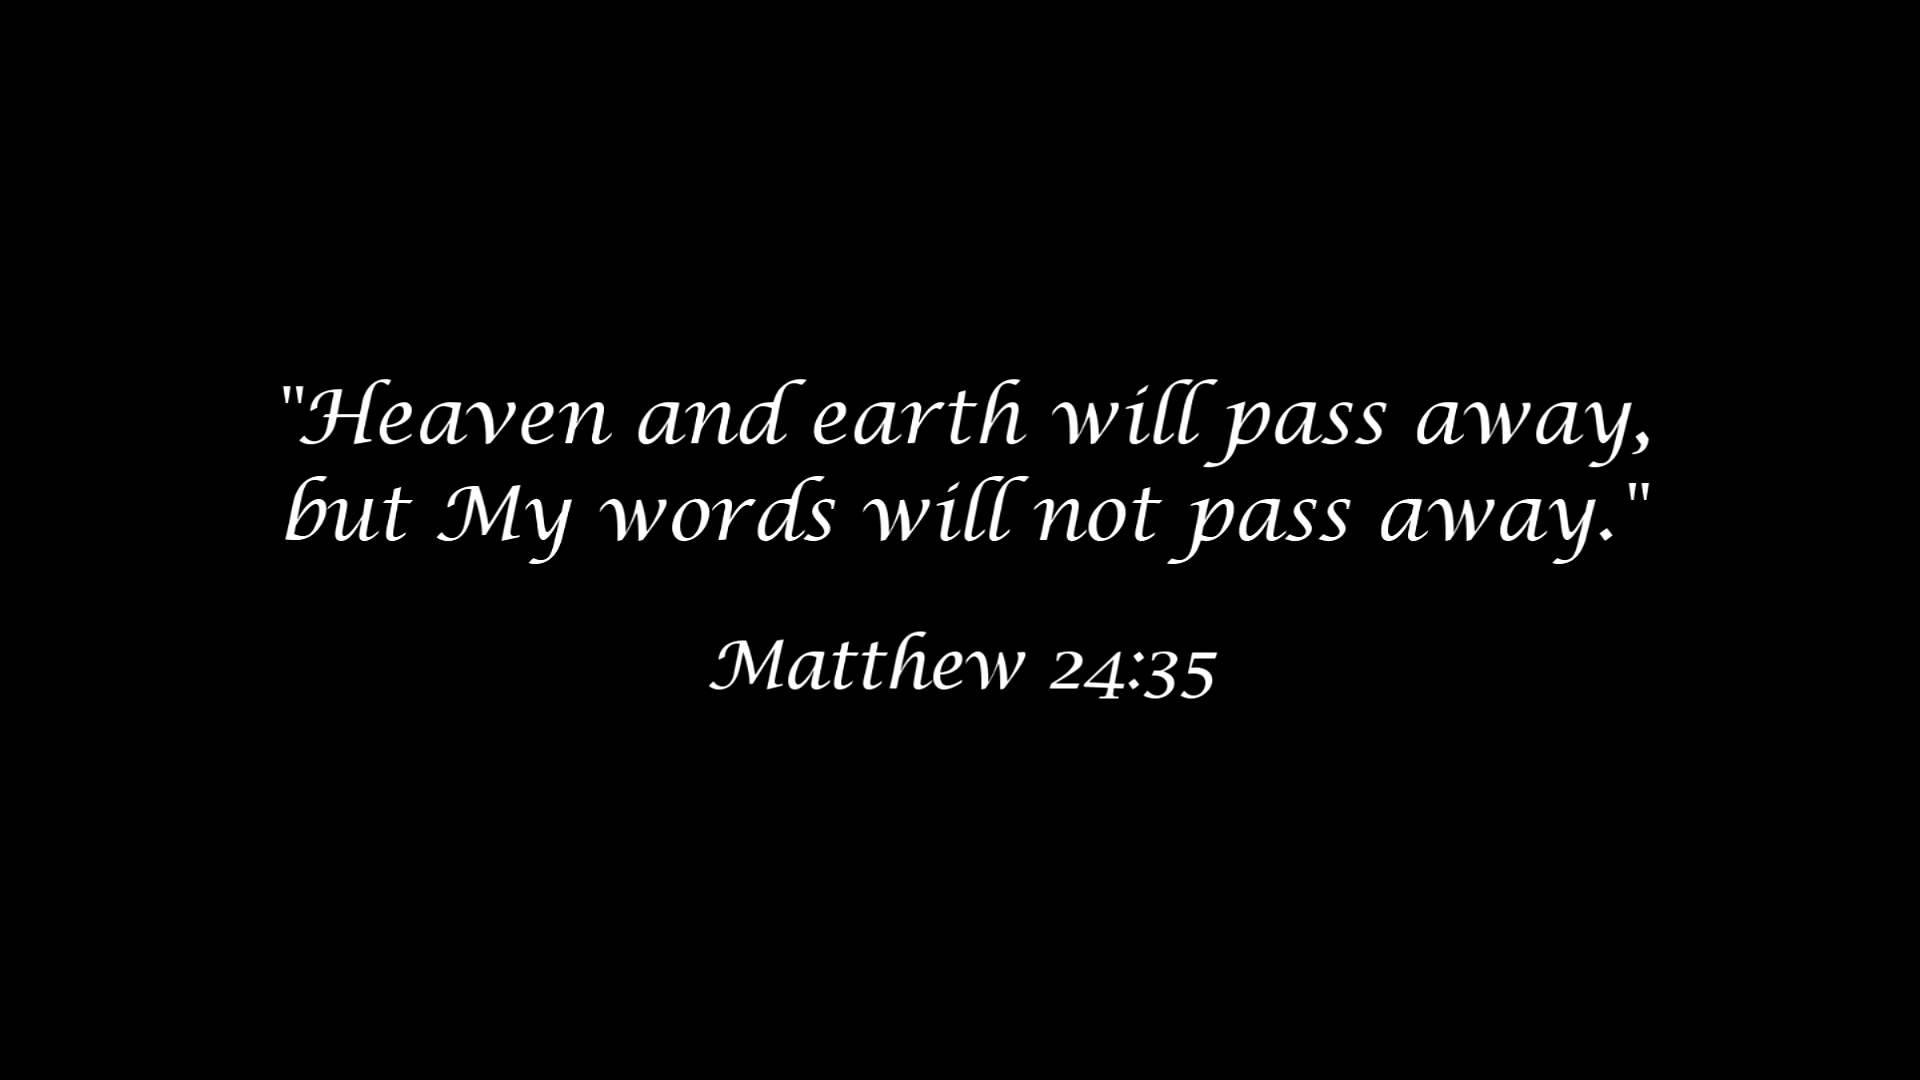 "Heaven and earth will pass away,
but My words will not pass away."
Matthew 24:35